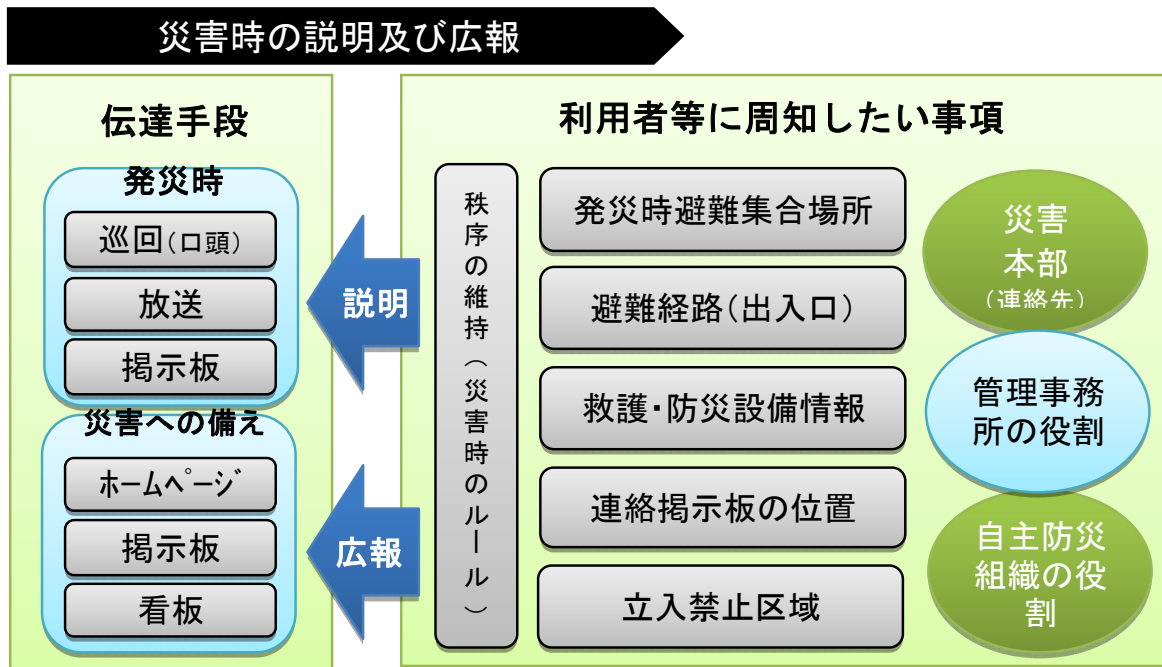 災害時の説明及び広報
伝達手段
発災時
巡回(口頭)
放送
掲示板
災害への備え
ホームページ
掲示板
看板
説明
広報
利用者等に周知したい事項
秩序の維持(災害時のルール)
発災時避難集合場所
避難経路(出入口)
救護・防災設備情報
連絡掲示板の位置
立入禁止区域
災害
本部
(連絡先)
管理事務
所の役割
自主防災
組織の役
割